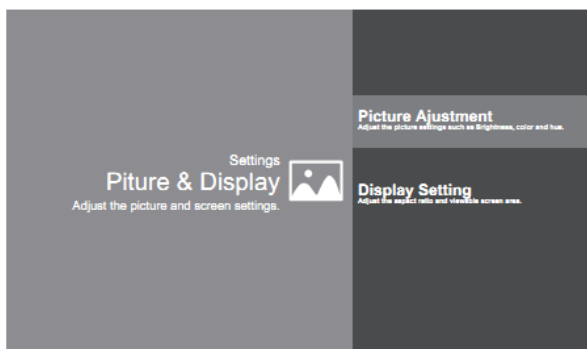 Settings
Piture & Display
Adjust the picture and screen settings.
Picture Ajustment
Adjust the picture settings such as Brightness, color and hue.
Display Setting
Adjust the aspect ratio and viewable screen area.